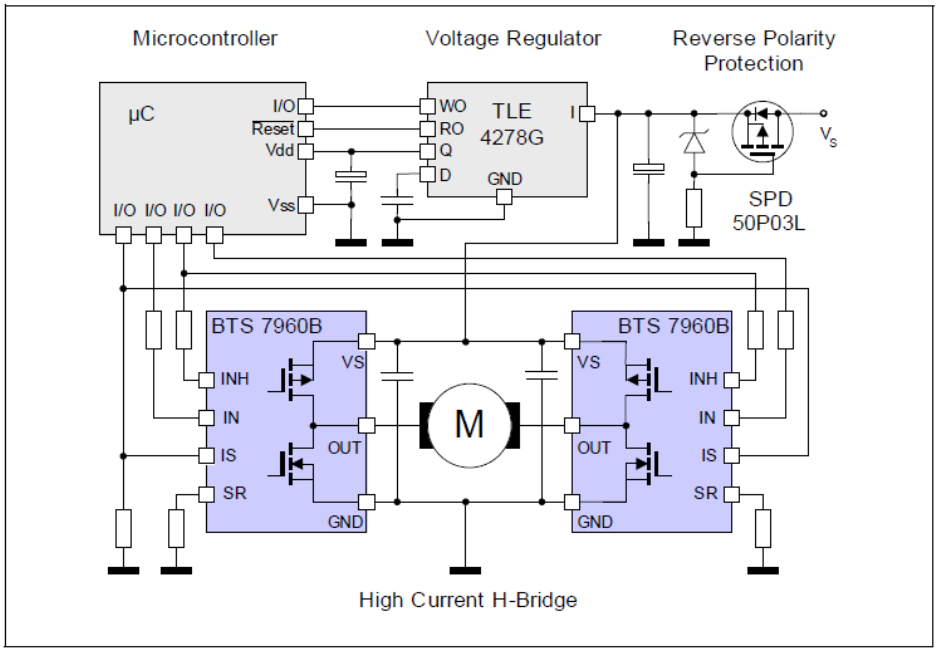 Microcontroller
Voltage Regulator
Reverse Polarity
Protection
µC
I/O
Reset
Vdd
Vss
I/O I/O I/O I/O
WO
RO
Q
D
TLE
4278G
I
GND
VS
SPD
50P03L
BTS 7960B
VS
INH
IN
IS
SR
OUT
GND
M
BTS 7960B
VS
INH
IN
IS
SR
OUT
GND
High Current H-Bridge